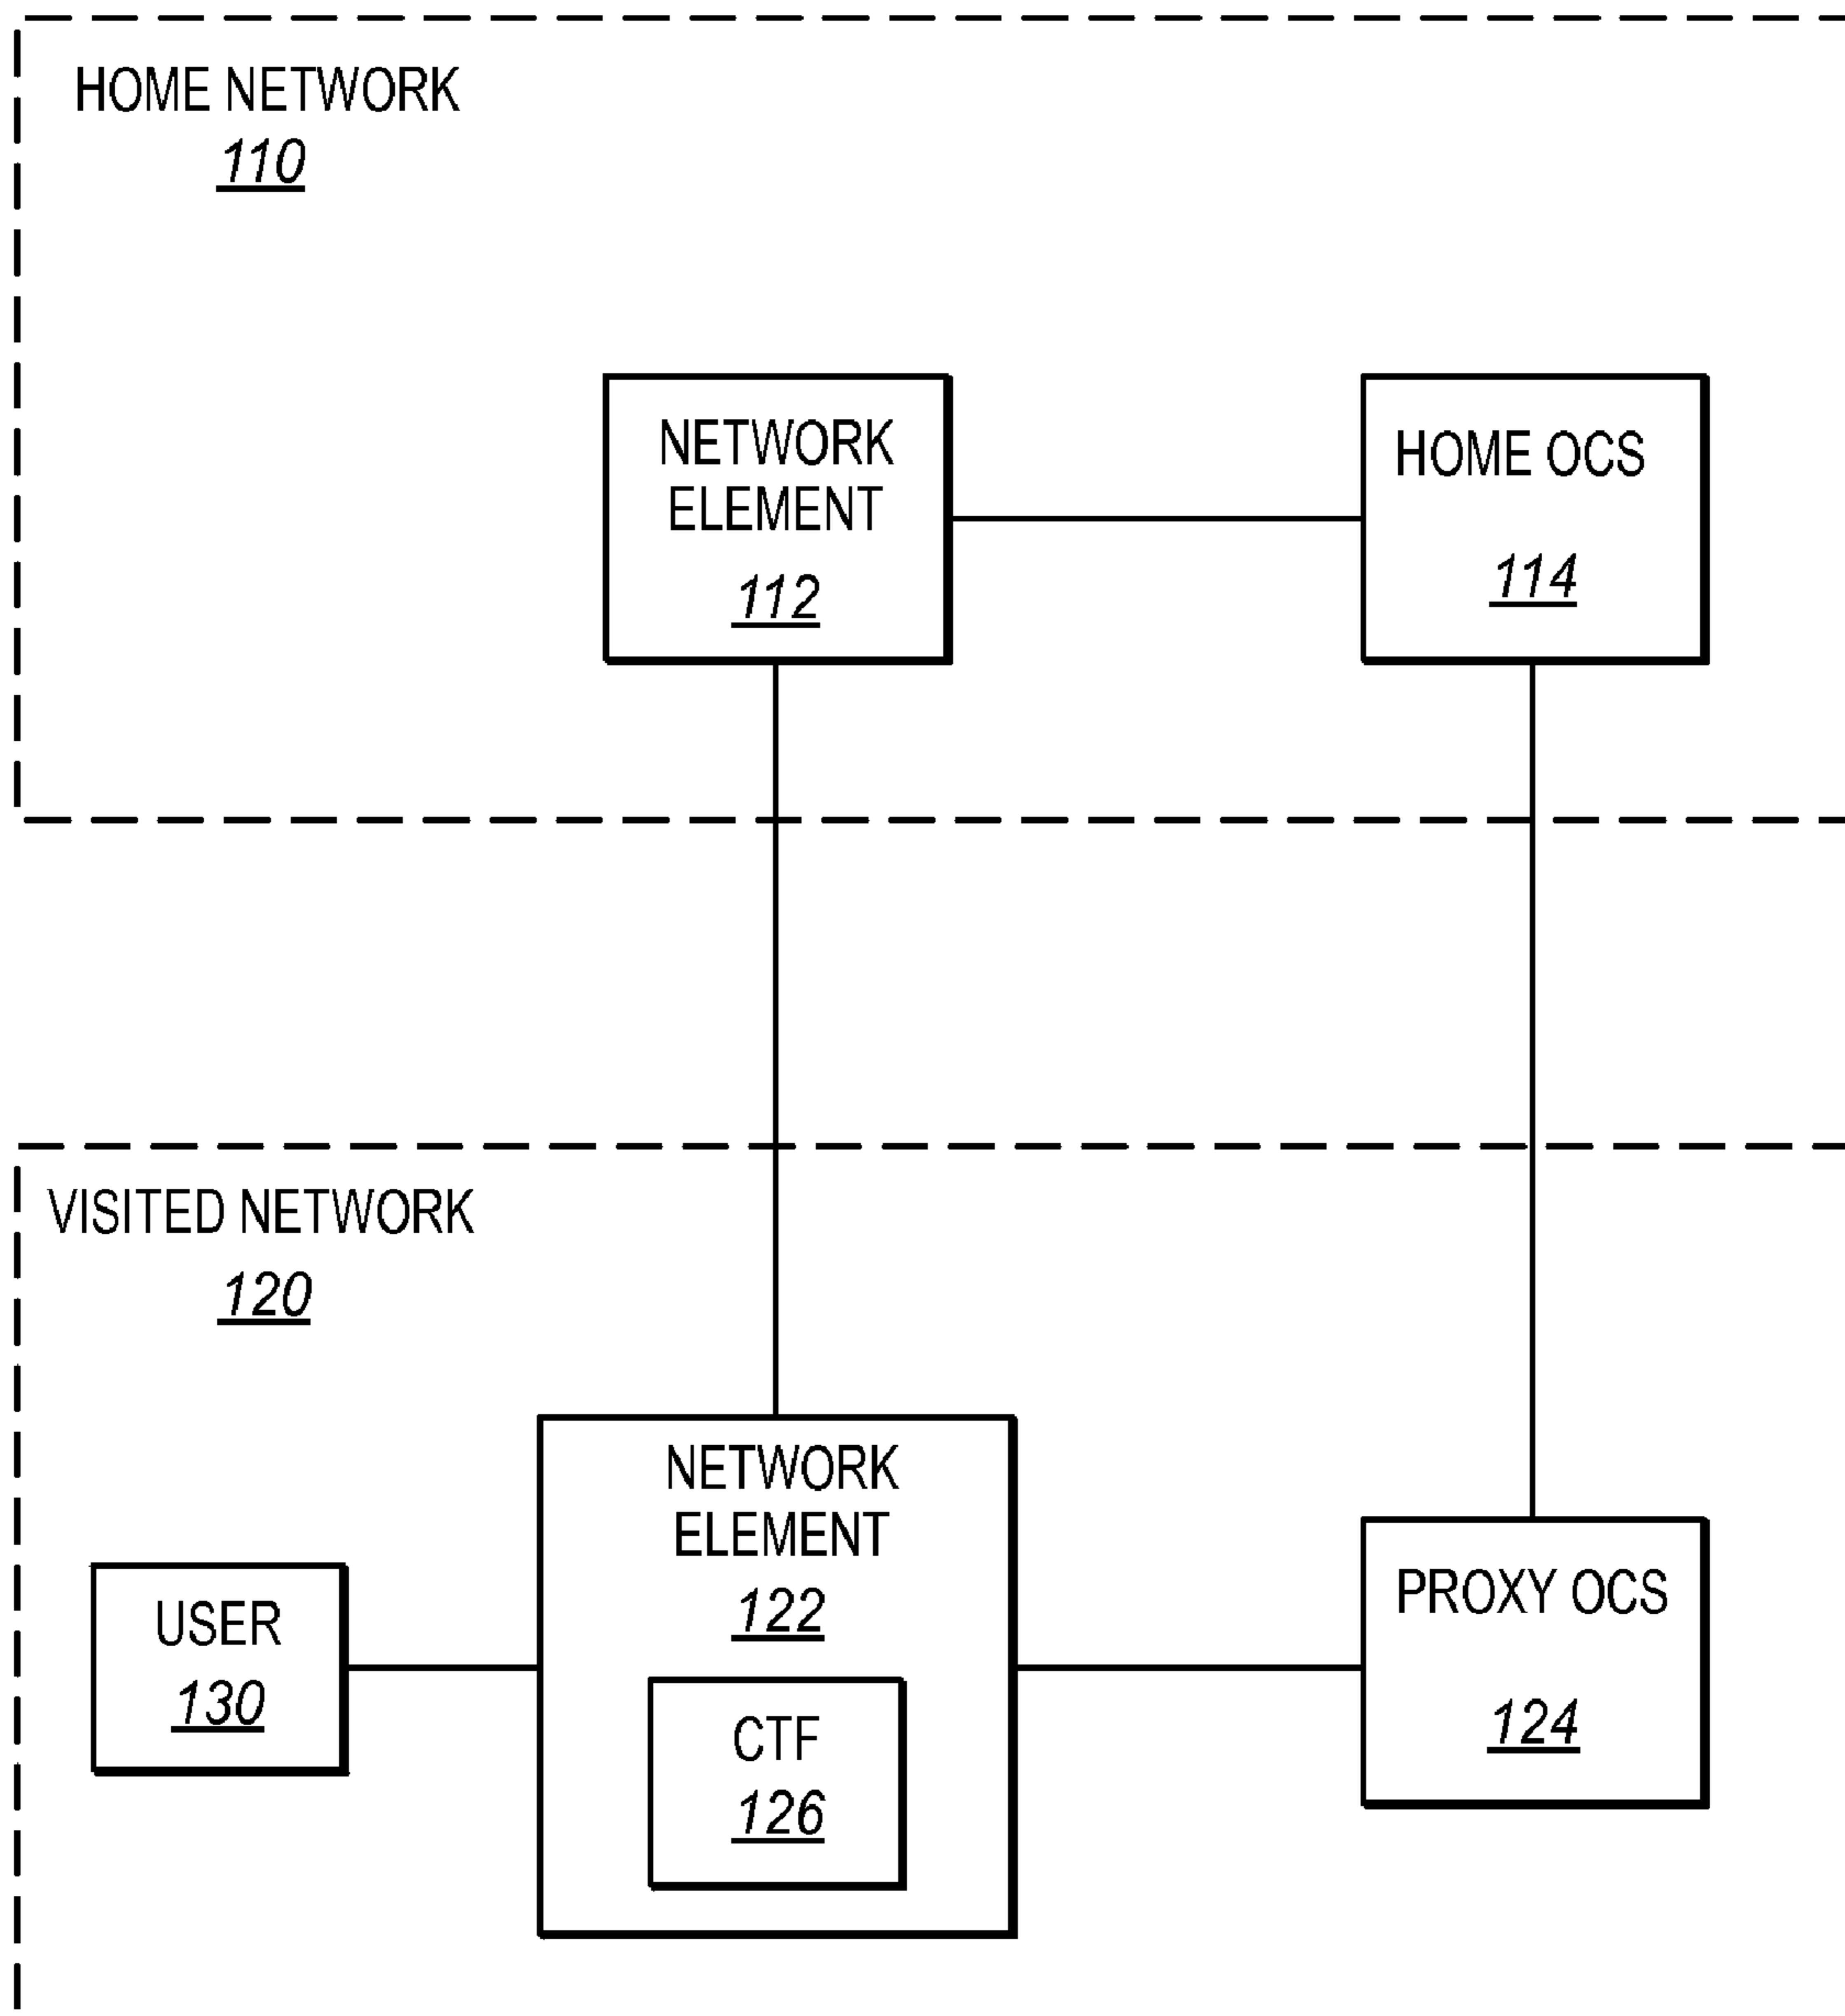 HOME NETWORK
110
NETWORK
ELEMENT
112
HOME OCS
114
VISITED NETWORK
120
NETWORK
ELEMENT
122
USER
130
CTF
126
PROXY OCS
124